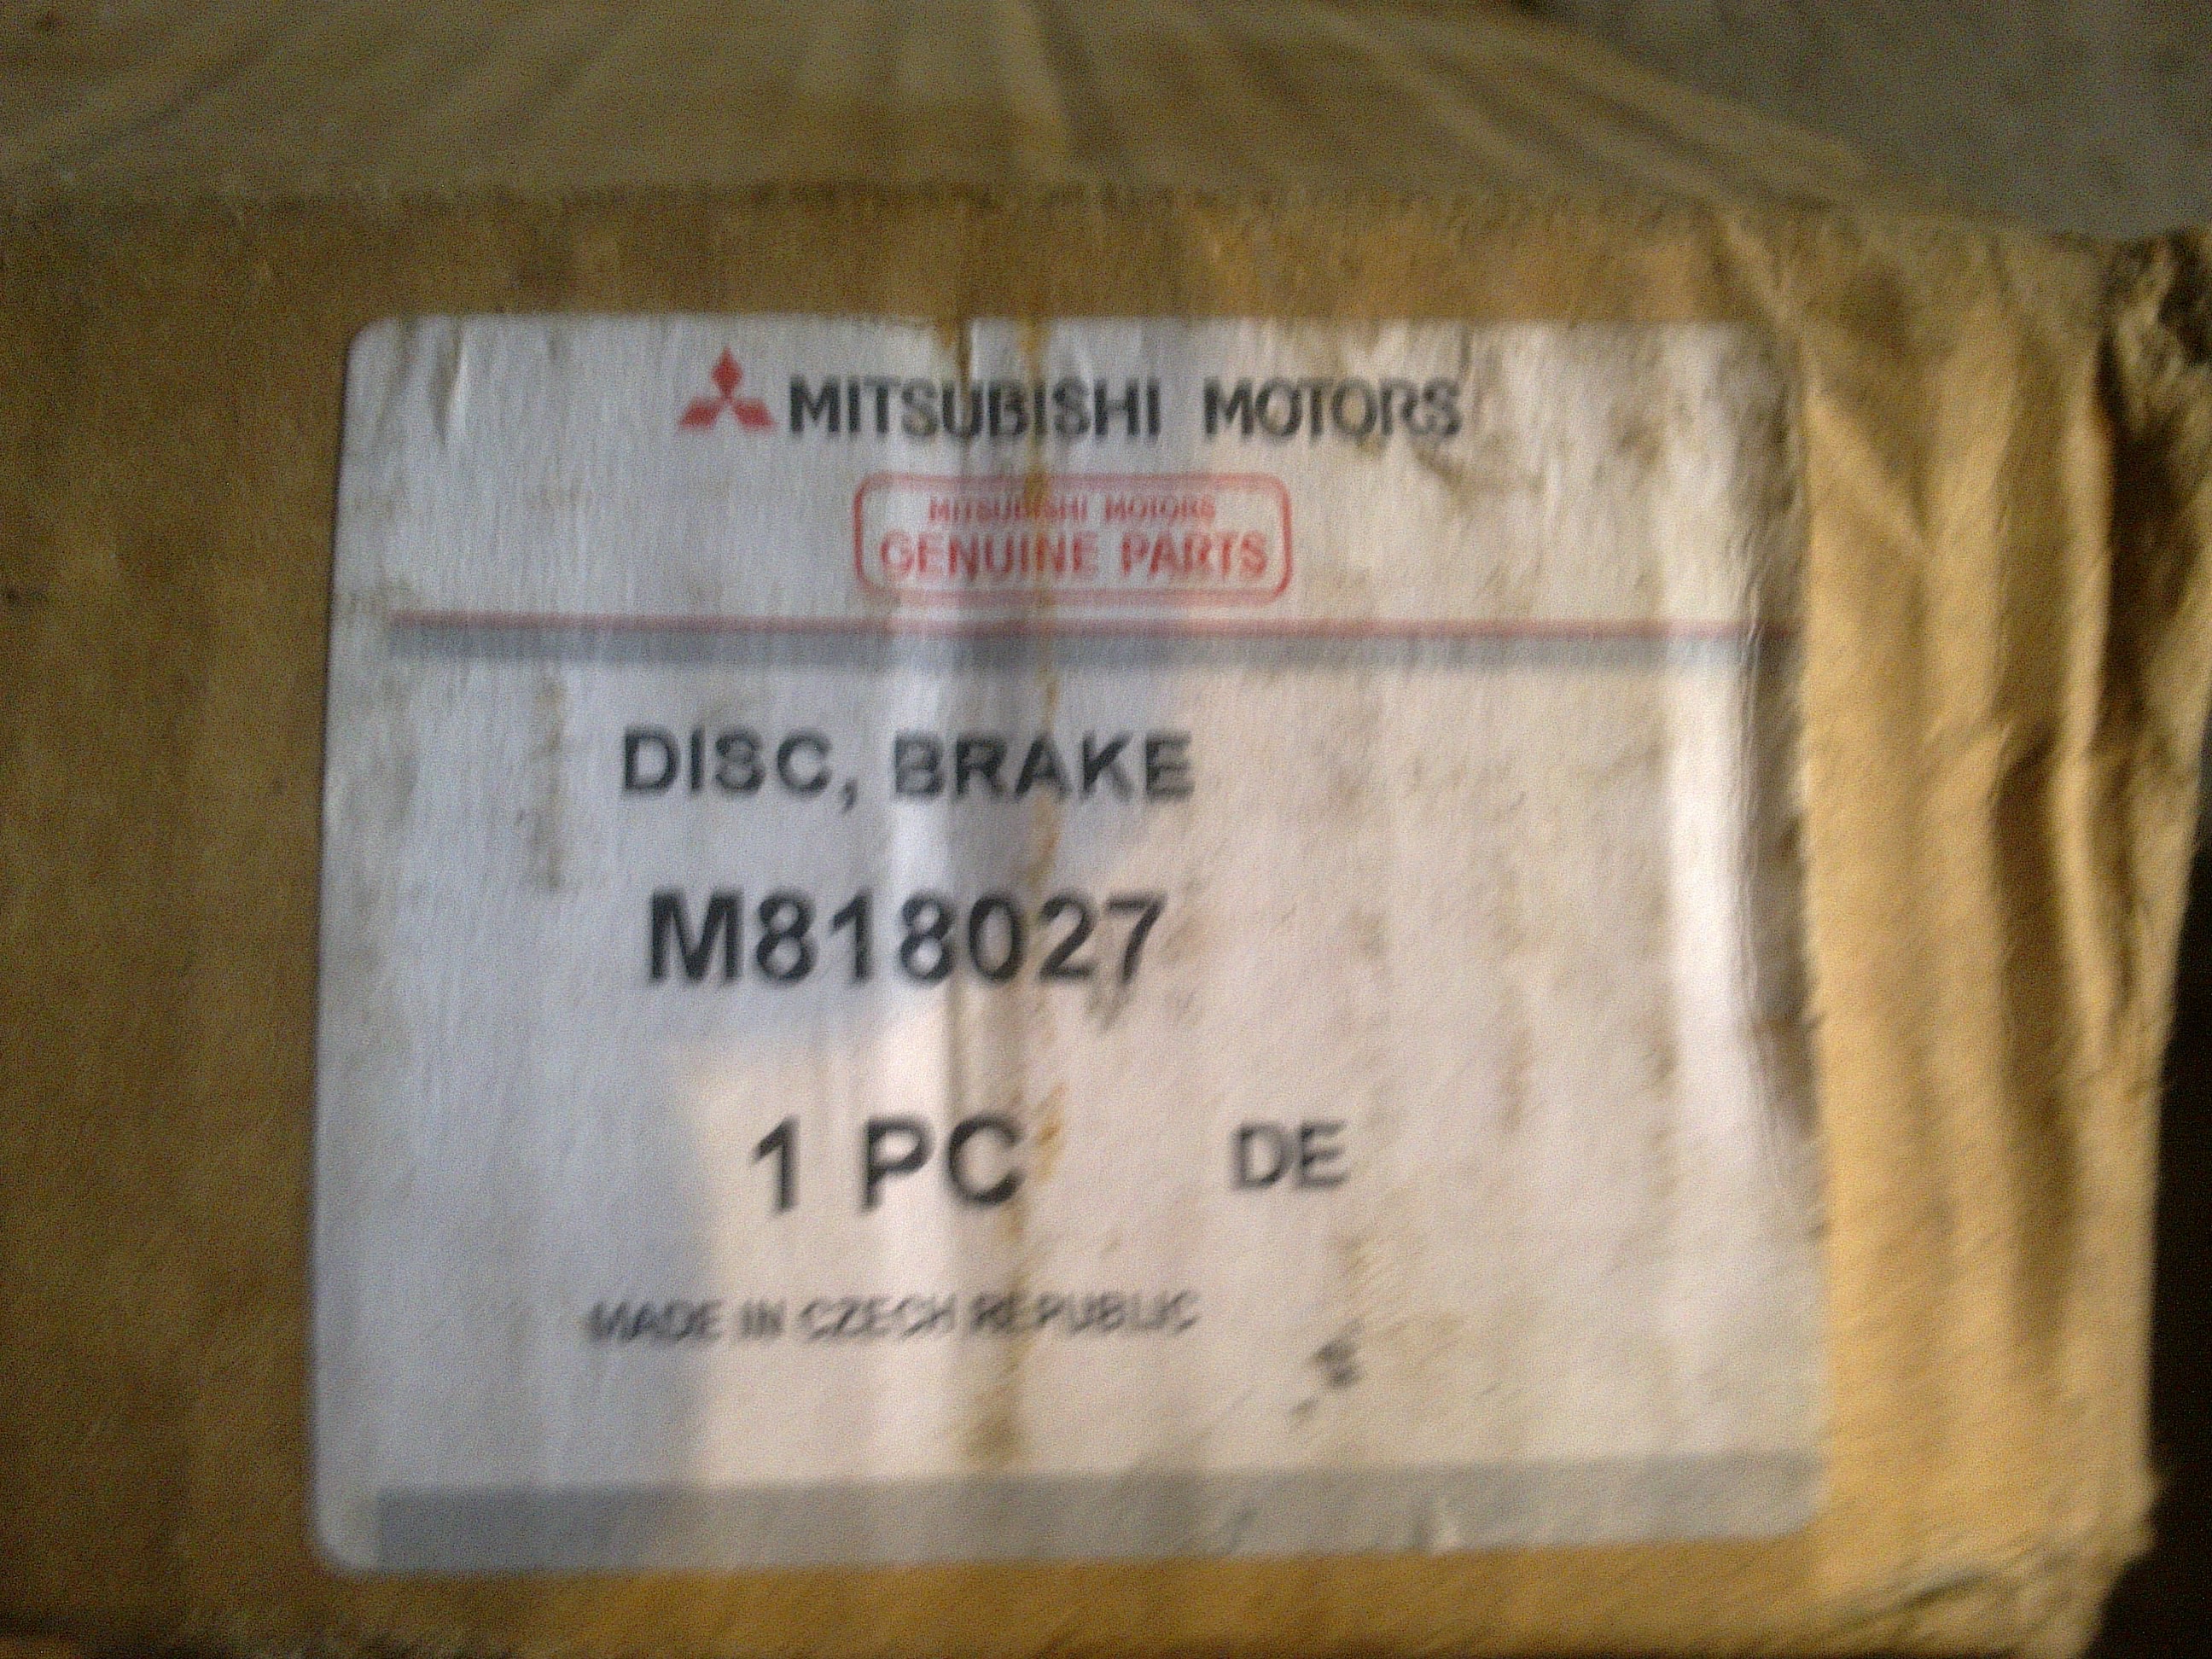 MITSUBISHI MOTORS
MITSUBISHI MOTORS
GENUINE PARTS
DISC, BRAKE
M818027
1 PC DE
MADE IN CZECH REPUBLIC